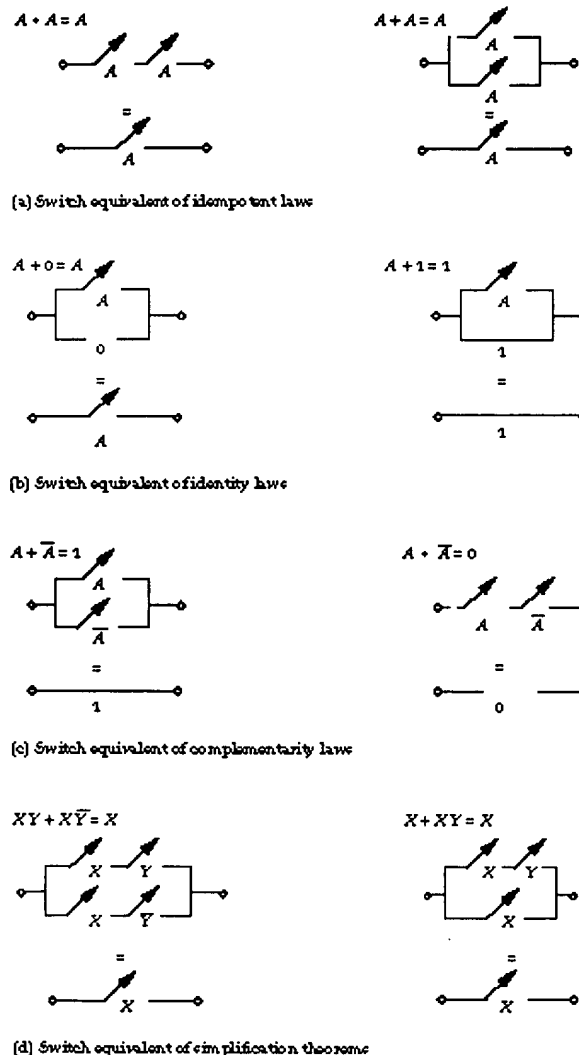 A • A = A
A + A = A
A A
A
A
=
=
A
A
(a) Switch equivalent of idempotent laws
A + 0 = A
A + 1 = 1
A
A
0
1
=
=
A
1
(b) Switch equivalent of identity laws
A + A̅ = 1
A • A̅ = 0
A
A̅
A A̅
=
=
1
0
(c) Switch equivalent of complementarity laws
XY + XY̅ = X
X + XY = X
X Y
X Y
X Y̅
X
=
=
X
X
(d) Switch equivalent of simplification theorems